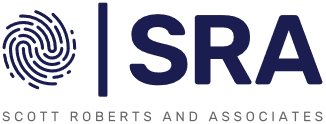 SRA
SCOTT ROBERTS AND ASSOCIATES